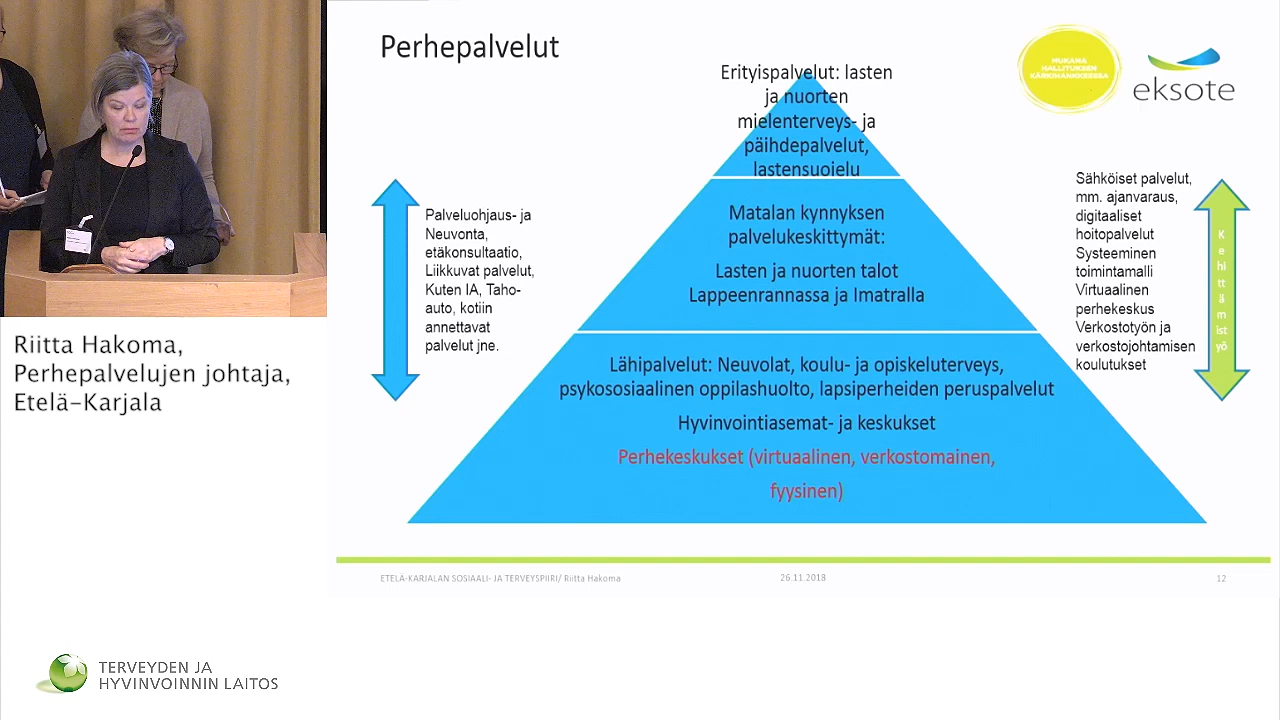 Perhepalvelut
MUKANA
HALLITUKSEN
KÄRKIHANKKEESSA
eksote
Erityispalvelut: lasten
ja nuorten
mielenterveys- ja
päihdepalvelut,
lastensuojelu
Matalan kynnyksen
palvelukeskittymät:
Lasten ja nuorten talot
Lappeenrannassa ja Imatralla
Lähipalvelut: Neuvolat, koulu- ja opiskeluterveys,
psykososiaalinen oppilashuolto, lapsiperheiden peruspalvelut
Hyvinvointiasemat- ja keskukset
Perhekeskukset (virtuaalinen, verkostomainen,
fyysinen)
Palveluohjaus- ja
Neuvonta,
etäkonsultaatio,
Liikkuvat palvelut,
Kuten IA, Taho-
auto, kotiin
annettavat
palvelut jne.
Sähköiset palvelut,
mm. ajanvaraus,
digitaaliset
hoitopalvelut
Systeeminen
toimintamalli
Virtuaalinen
perhekeskus
Verkostotyön ja
verkostojohtamisen
koulutukset
K
e
hi
tt
ä
m
ist
yö
ETELÄ-KARJALAN SOSIAALI- JA TERVEYSPIIRI/ Riitta Hakoma
26.11.2018
12
Riitta Hakoma,
Perhepalvelujen johtaja,
Etelä-Karjala
TERVEYDEN JA
HYVINVOINNIN LAITOS